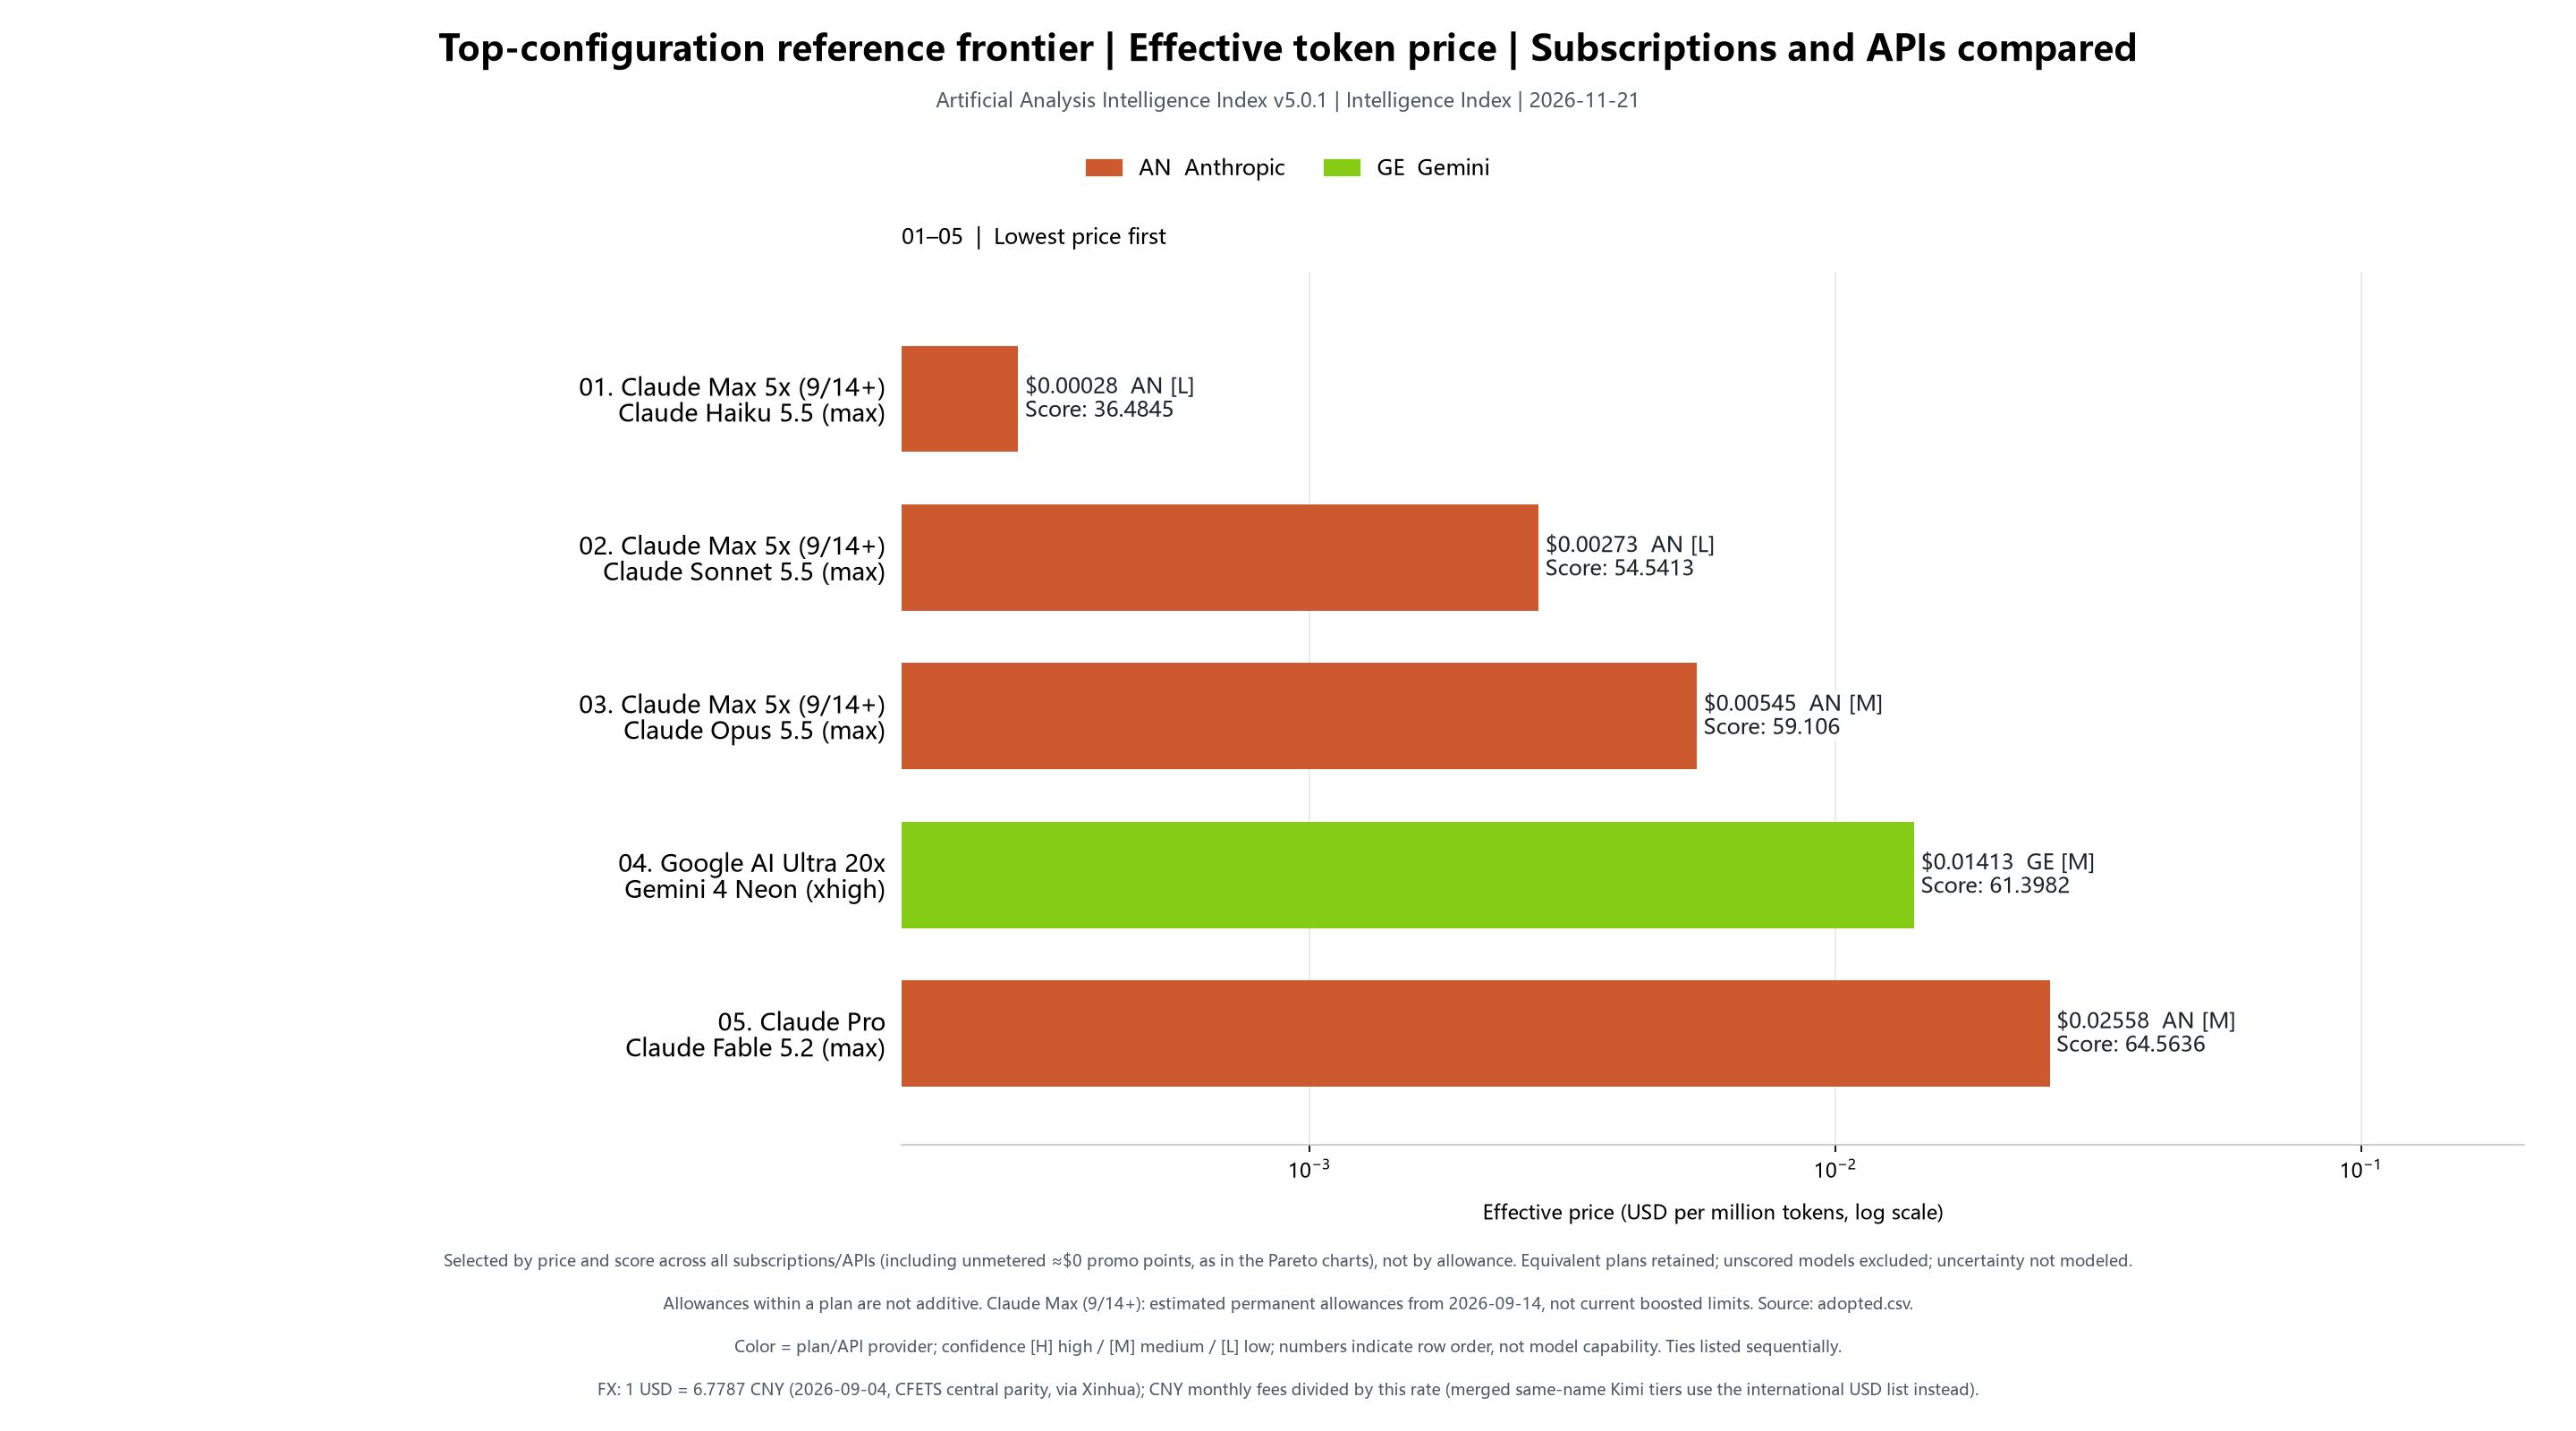 Top-configuration reference frontier | Effective token price | Subscriptions and APIs compared
Artificial Analysis Intelligence Index v5.0.1 | Intelligence Index | 2026-11-21
AN  Anthropic
GE  Gemini
01–05 | Lowest price first
01. Claude Max 5x (9/14+)
Claude Haiku 5.5 (max)
$0.00028  AN [L]
Score: 36.4845
02. Claude Max 5x (9/14+)
Claude Sonnet 5.5 (max)
$0.00273  AN [L]
Score: 54.5413
03. Claude Max 5x (9/14+)
Claude Opus 5.5 (max)
$0.00545  AN [M]
Score: 59.106
04. Google AI Ultra 20x
Gemini 4 Neon (xhigh)
$0.01413  GE [M]
Score: 61.3982
05. Claude Pro
Claude Fable 5.2 (max)
$0.02558  AN [M]
Score: 64.5636
10⁻³
10⁻²
10⁻¹
Effective price (USD per million tokens, log scale)
Selected by price and score across all subscriptions/APIs (including unmetered ≈$0 promo points, as in the Pareto charts), not by allowance. Equivalent plans retained; unscored models excluded; uncertainty not modeled.
Allowances within a plan are not additive. Claude Max (9/14+): estimated permanent allowances from 2026-09-14, not current boosted limits. Source: adopted.csv.
Color = plan/API provider; confidence [H] high / [M] medium / [L] low; numbers indicate row order, not model capability. Ties listed sequentially.
FX: 1 USD = 6.7787 CNY (2026-09-04, CFETS central parity, via Xinhua); CNY monthly fees divided by this rate (merged same-name Kimi tiers use the international USD list instead).